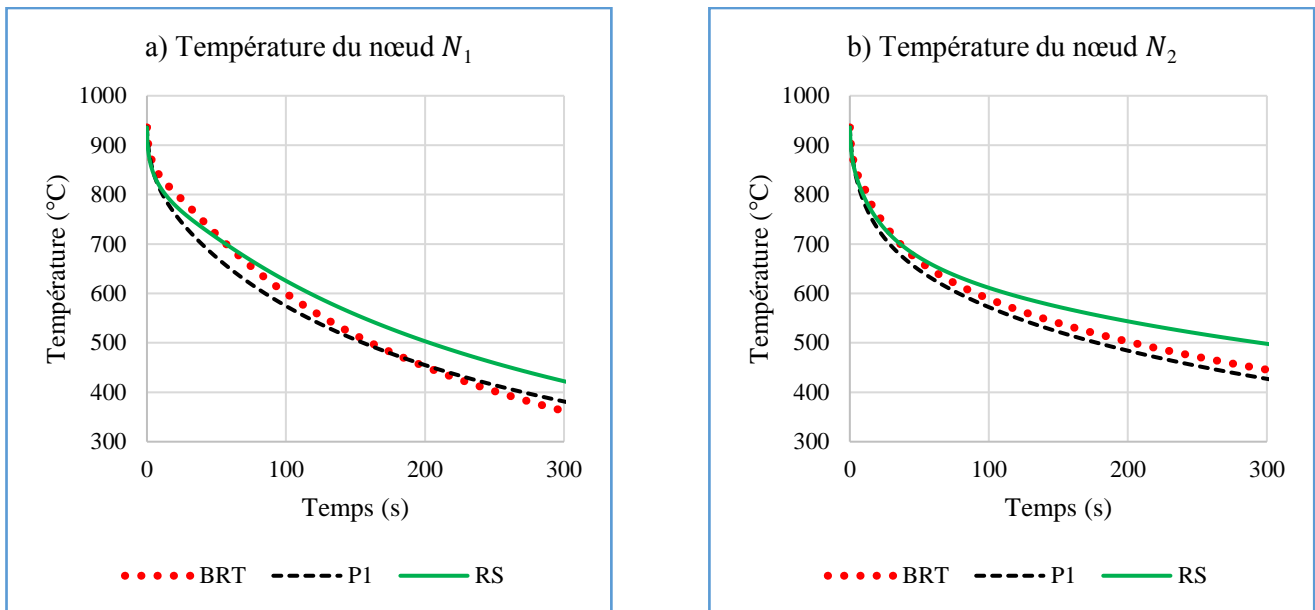 a) Température du nœud N₁
1000
900
800
700
600
500
400
300
Température (°C)
0 100 200 300
Temps (s)
BRT P1 RS
b) Température du nœud N₂
1000
900
800
700
600
500
400
300
Température (°C)
0 100 200 300
Temps (s)
BRT P1 RS